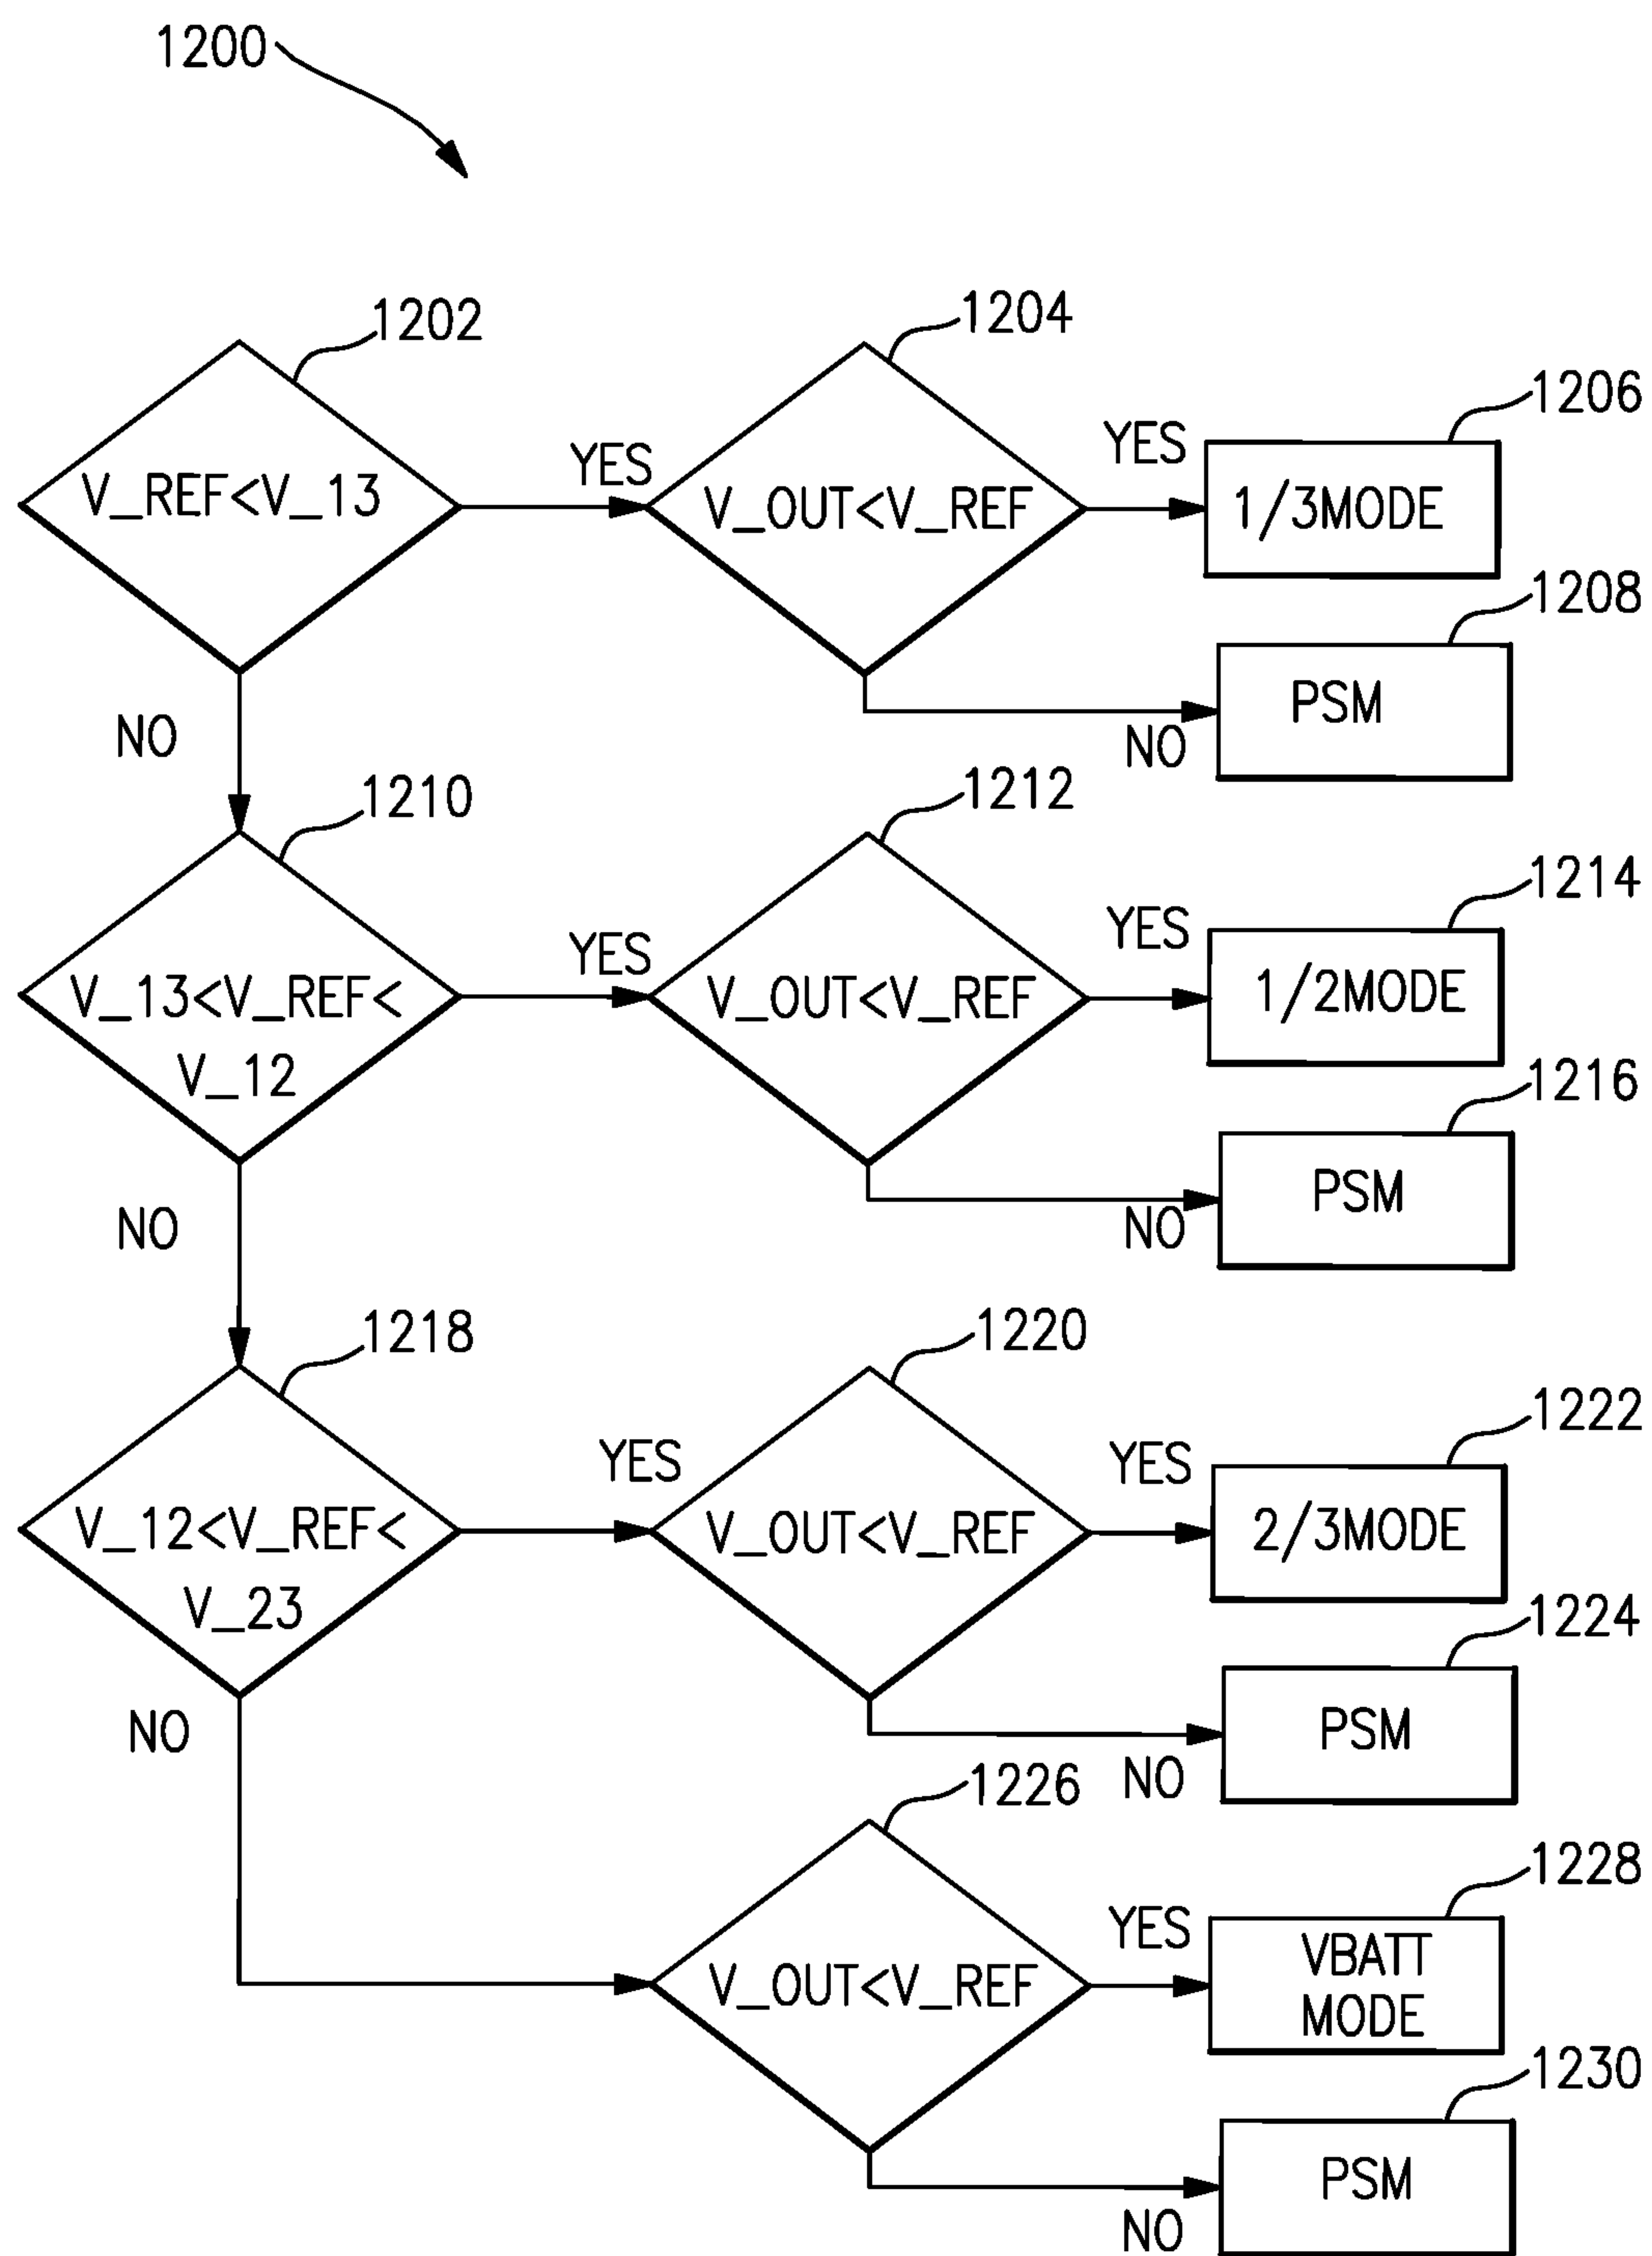 1200
1202
1204
1206
V_REF<V_13
YES
V_OUT<V_REF
YES
1/3MODE
1208
NO
PSM
NO
1210
1212
1214
V_13<V_REF<
V_12
YES
V_OUT<V_REF
YES
1/2MODE
1216
NO
PSM
NO
1218
1220
1222
V_12<V_REF<
V_23
YES
V_OUT<V_REF
YES
2/3MODE
1224
NO
PSM
NO
1226
1228
V_OUT<V_REF
YES
VBATT
MODE
1230
PSM
NO